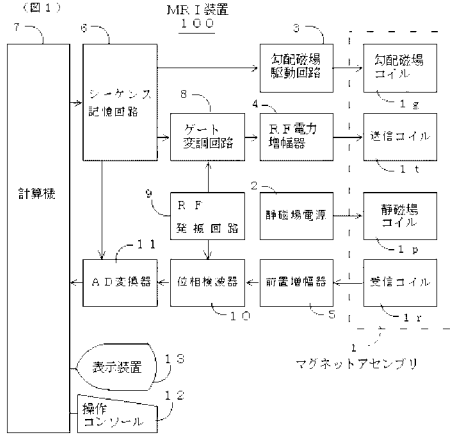 (図1)
MRI装置
100
7
6
3
シーケンス
記憶回路
勾配磁場
駆動回路
勾配磁場
コイル
1g
8
4
ゲート
変調回路
RF電力
増幅器
送信コイル
1t
計算機
9
2
RF
発振回路
静磁場電源
静磁場
コイル
1p
11
AD変換器
位相検波器
前置増幅器
受信コイル
10
5
1r
1
マグネットアセンブリ
表示装置
13
操作
コンソール
12